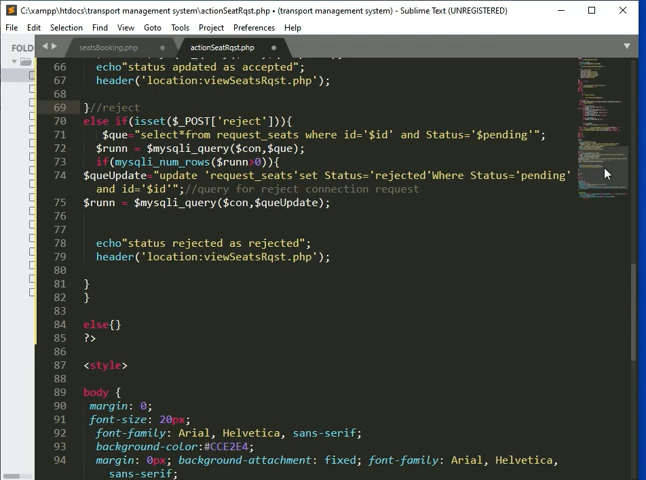 C:\xampp\htdocs\transport management system\actionSeatRqst.php • (transport management system) - Sublime Text (UNREGISTERED)
File Edit Selection Find View Goto Tools Project Preferences Help
FOLD
seatsBooking.php
actionSeatRqst.php
66 echo"status apdated as accepted";
67 header('location:viewSeatsRqst.php);
68
69 }//reject
70 else if(isset($_POST['reject'])){
71 $que="select*from request_seats where id='$id' and Status='$pending'";
72 $runn = $mysqli_query($con,$que);
73 if(mysqli_num_rows($runn>0)){
74 $queUpdate="update 'request_seats'set Status='rejected'Where Status='pending'
and id='$id'";//query for reject connection request
75 $runn = $mysqli_query($con,$queUpdate);
76
77
78 echo"status rejected as rejected";
79 header('location:viewSeatsRqst.php);
80
81 }
82 }
83
84 else{}
85 ?>
86
87 <style>
88
89 body {
90 margin: 0;
91 font-size: 20px;
92 font-family: Arial, Helvetica, sans-serif;
93 background-color:#CCE2E4;
94 margin: 0px; background-attachment: fixed; font-family: Arial, Helvetica,
sans-serif;